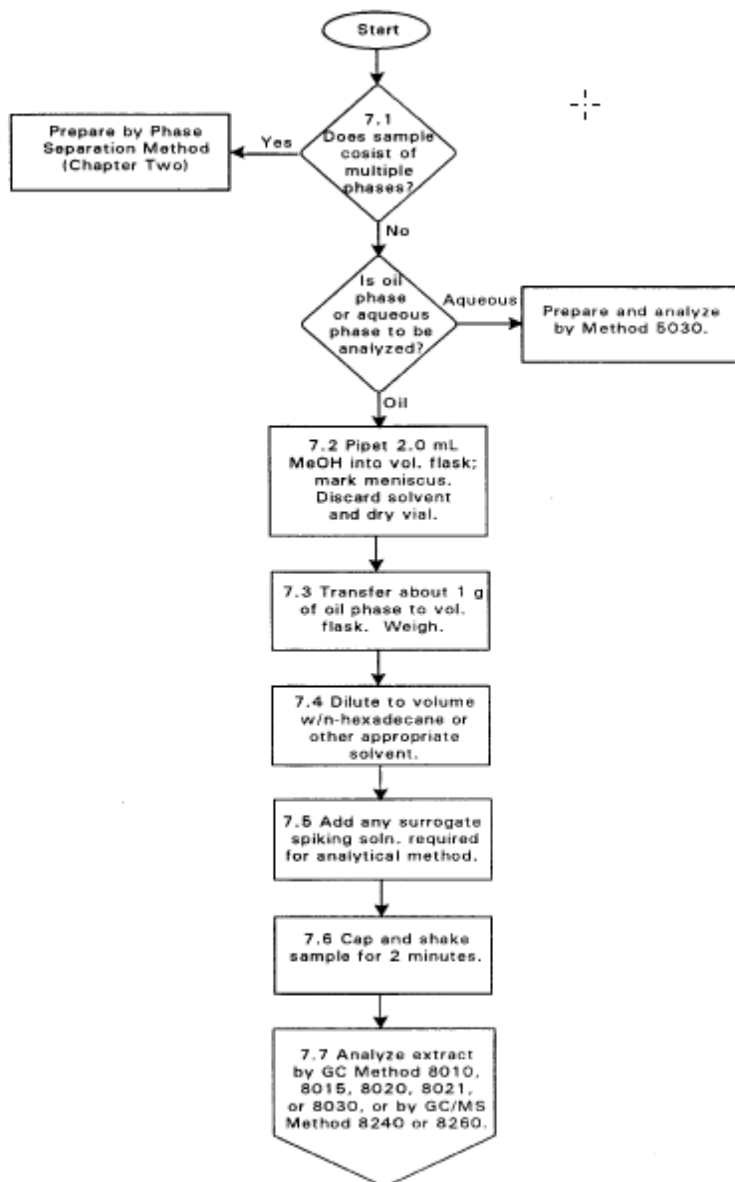 Start
7.1
Does sample
cosist of
multiple
phases?
Yes
Prepare by Phase
Separation Method
(Chapter Two)
No
Is oil
phase
or aqueous
phase to be
analyzed?
Aqueous
Prepare and analyze
by Method 5030.
Oil
7.2 Pipet 2.0 mL
MeOH into vol. flask;
mark meniscus.
Discard solvent
and dry vial.
7.3 Transfer about 1 g
of oil phase to vol.
flask. Weigh.
7.4 Dilute to volume
w/n-hexadecane or
other appropriate
solvent.
7.5 Add any surrogate
spiking soln. required
for analytical method.
7.6 Cap and shake
sample for 2 minutes.
7.7 Analyze extract
by GC Method 8010,
8015, 8020, 8021,
or 8030, or by GC/MS
Method 8240 or 8260.